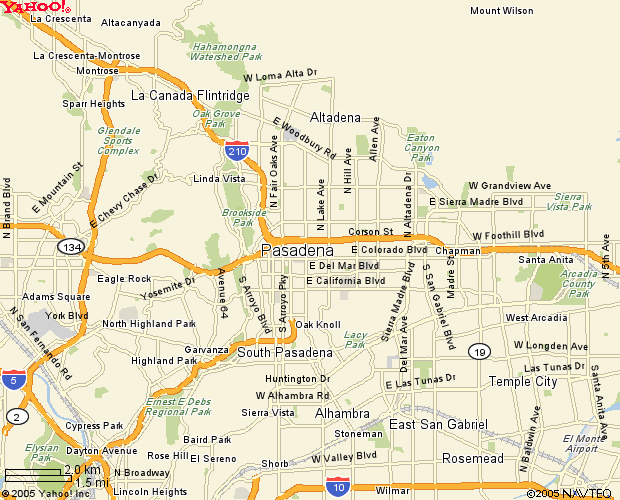 YAHOO!
La Crescenta
Altacanyada
Mount Wilson
Hahamongna
Watershed Park
La Crescenta-Montrose
Montrose
W Loma Alta Dr
Sparr Heights
La Canada Flintridge
Oak Grove
Park
Altadena
E Woodbury Rd
Glendale
Sports
Complex
Allen Ave
Eaton
Canyon
Park
210
N Fair Oaks Ave
N Hill Ave
N Lake Ave
E Mountain St
E Chevy Chase Dr
Linda Vista
N Brand Blvd
N Altadena Dr
W Grandview Ave
E Sierra Madre Blvd
Sierra
Vista Park
Brookside
Park
Corson St
W Foothill Blvd
N 5th Ave
134
Pasadena
E Colorado Blvd
Chapman
Santa Anita
E Del Mar Blvd
E California Blvd
Madre St
Arcadia
County
Park
Eagle Rock
Yosemite Dr
Avenue 64
S Arroyo Blvd
S Arroyo Pky
Sierra Madre Blvd
S San Gabriel Blvd
Adams Square
York Blvd
N San Fernando Rd
North Highland Park
Oak Knoll
Lacy
Park
Del Mar Ave
West Arcadia
Highland Park
Garvanza
South Pasadena
19
W Longden Ave
5
Huntington Dr
E Las Tunas Dr
Las Tunas Dr
Temple City
Santa Anita Ave
2
Ernest E Debs
Regional Park
W Alhambra Rd
Sierra Vista
Alhambra
East San Gabriel
N Baldwin Ave
Cypress Park
Baird Park
Stoneman
El Monte
Airport
Elysian
Park
Dayton Avenue
Rose Hill
El Sereno
Shorb
W Valley Blvd
Rosemead
N Broadway
2.0 km
1.5 mi
Lincoln Heights
10
Wilmar
©2005 Yahoo! Inc
©2005 NAVTEQ